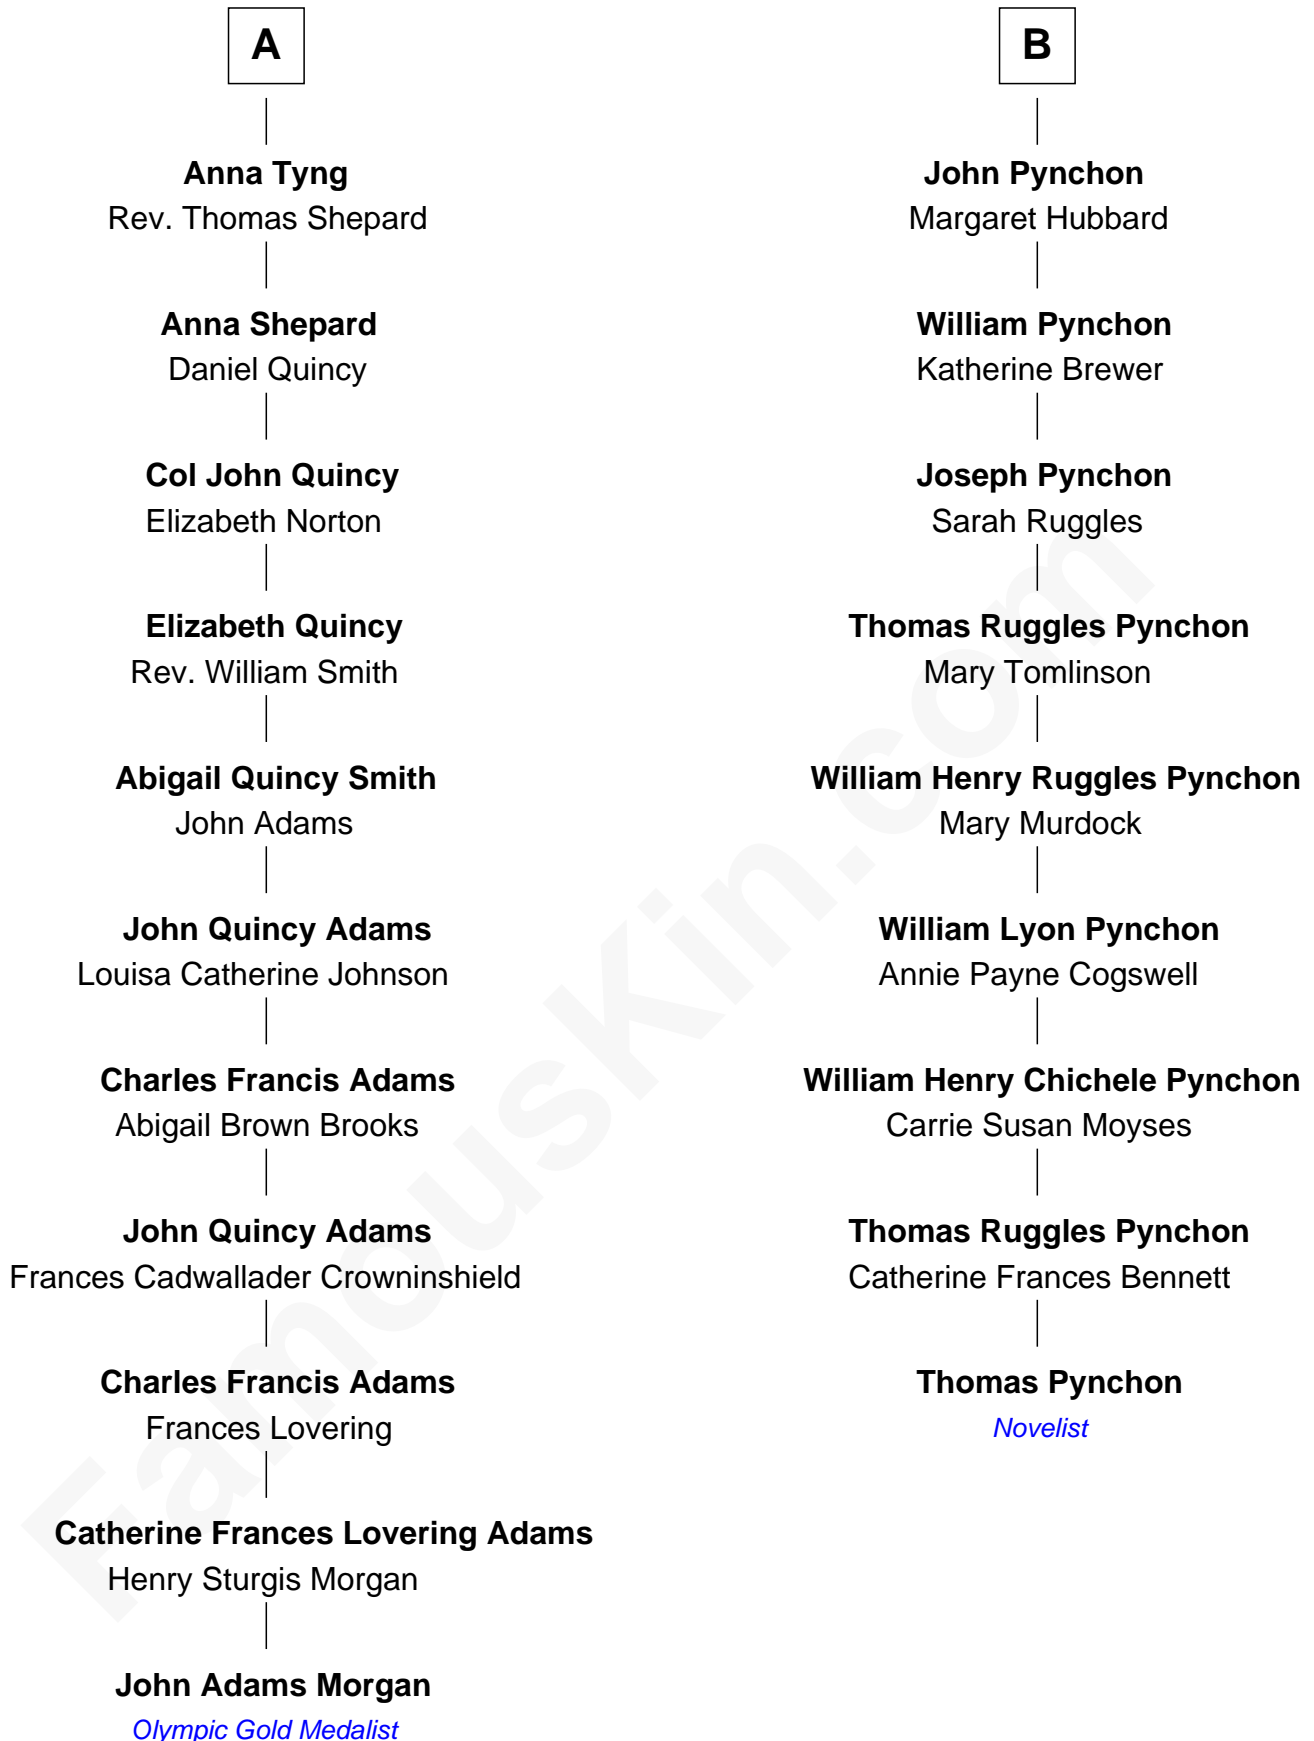 A
Anna Tyng
Rev. Thomas Shepard
Anna Shepard
Daniel Quincy
Col John Quincy
Elizabeth Norton
Elizabeth Quincy
Rev. William Smith
Abigail Quincy Smith
John Adams
John Quincy Adams
Louisa Catherine Johnson
Charles Francis Adams
Abigail Brown Brooks
John Quincy Adams
Frances Cadwallader Crowninshield
Charles Francis Adams
Frances Lovering
Catherine Frances Lovering Adams
Henry Sturgis Morgan
John Adams Morgan
Olympic Gold Medalist
B
John Pynchon
Margaret Hubbard
William Pynchon
Katherine Brewer
Joseph Pynchon
Sarah Ruggles
Thomas Ruggles Pynchon
Mary Tomlinson
William Henry Ruggles Pynchon
Mary Murdock
William Lyon Pynchon
Annie Payne Cogswell
William Henry Chichele Pynchon
Carrie Susan Moyses
Thomas Ruggles Pynchon
Catherine Frances Bennett
Thomas Pynchon
Novelist
FamousKin.com